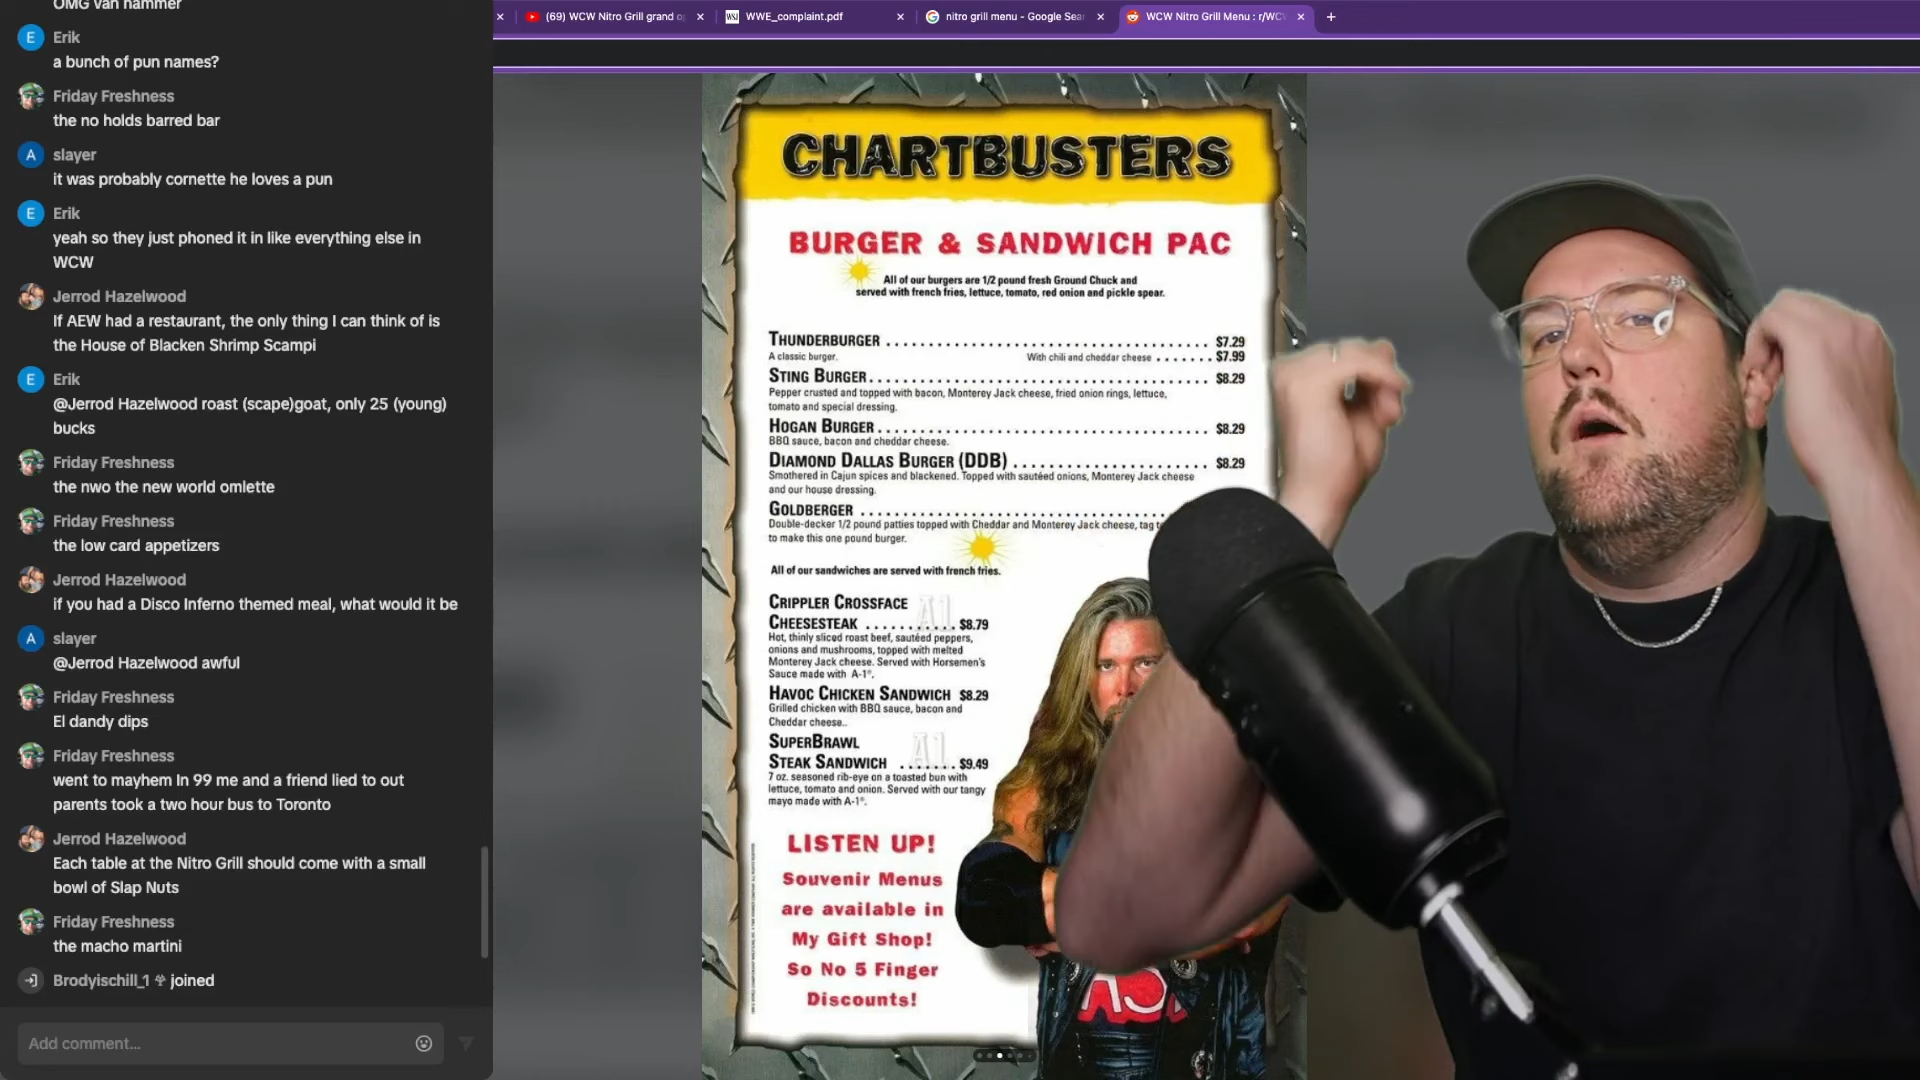 OMG van hammer
E Erik
a bunch of pun names?
Friday Freshness
the no holds barred bar
A slayer
it was probably cornette he loves a pun
E Erik
yeah so they just phoned it in like everything else in
WCW
Jerrod Hazelwood
If AEW had a restaurant, the only thing I can think of is
the House of Blacken Shrimp Scampi
E Erik
@Jerrod Hazelwood roast (scape)goat, only 25 (young)
bucks
Friday Freshness
the nwo the new world omlette
Friday Freshness
the low card appetizers
Jerrod Hazelwood
if you had a Disco Inferno themed meal, what would it be
A slayer
@Jerrod Hazelwood awful
Friday Freshness
El dandy dips
Friday Freshness
went to mayhem In 99 me and a friend lied to out
parents took a two hour bus to Toronto
Jerrod Hazelwood
Each table at the Nitro Grill should come with a small
bowl of Slap Nuts
Friday Freshness
the macho martini
Brodyischill_1 joined
Add comment...
(69) WCW Nitro Grill grand o
WSJ WWE_complaint.pdf
nitro grill menu - Google Sea
WCW Nitro Grill Menu : r/WC
CHARTBUSTERS
BURGER & SANDWICH PAC
All of our burgers are 1/2 pound fresh Ground Chuck and
served with french fries, lettuce, tomato, red onion and pickle spear.
THUNDERBURGER $7.29
A classic burger. With chili and cheddar cheese $7.99
STING BURGER $8.29
Pepper crusted and topped with bacon, Monterey Jack cheese, fried onion rings, lettuce,
tomato and special dressing.
HOGAN BURGER $8.29
BBQ sauce, bacon and cheddar cheese.
DIAMOND DALLAS BURGER (DDB) $8.29
Smothered in Cajun spices and blackened. Topped with sautéed onions, Monterey Jack cheese
and our house dressing.
GOLDBERGER
Double-decker 1/2 pound patties topped with Cheddar and Monterey Jack cheese, tag
to make this one pound burger.
All of our sandwiches are served with french fries.
CRIPPLER CROSSFACE
CHEESESTEAK $8.79
A1
Hot, thinly sliced roast beef, sautéed peppers,
onions and mushrooms, topped with melted
Monterey Jack cheese. Served with Horsemen's
Sauce made with A-1®.
HAVOC CHICKEN SANDWICH $8.29
Grilled chicken with BBQ sauce, bacon and
Cheddar cheese..
SUPERBRAWL
STEAK SANDWICH $9.49
A1
7 oz. seasoned rib-eye on a toasted bun with
lettuce, tomato and onion. Served with our tangy
mayo made with A-1®.
LISTEN UP!
Souvenir Menus
are available in
My Gift Shop!
So No 5 Finger
Discounts!